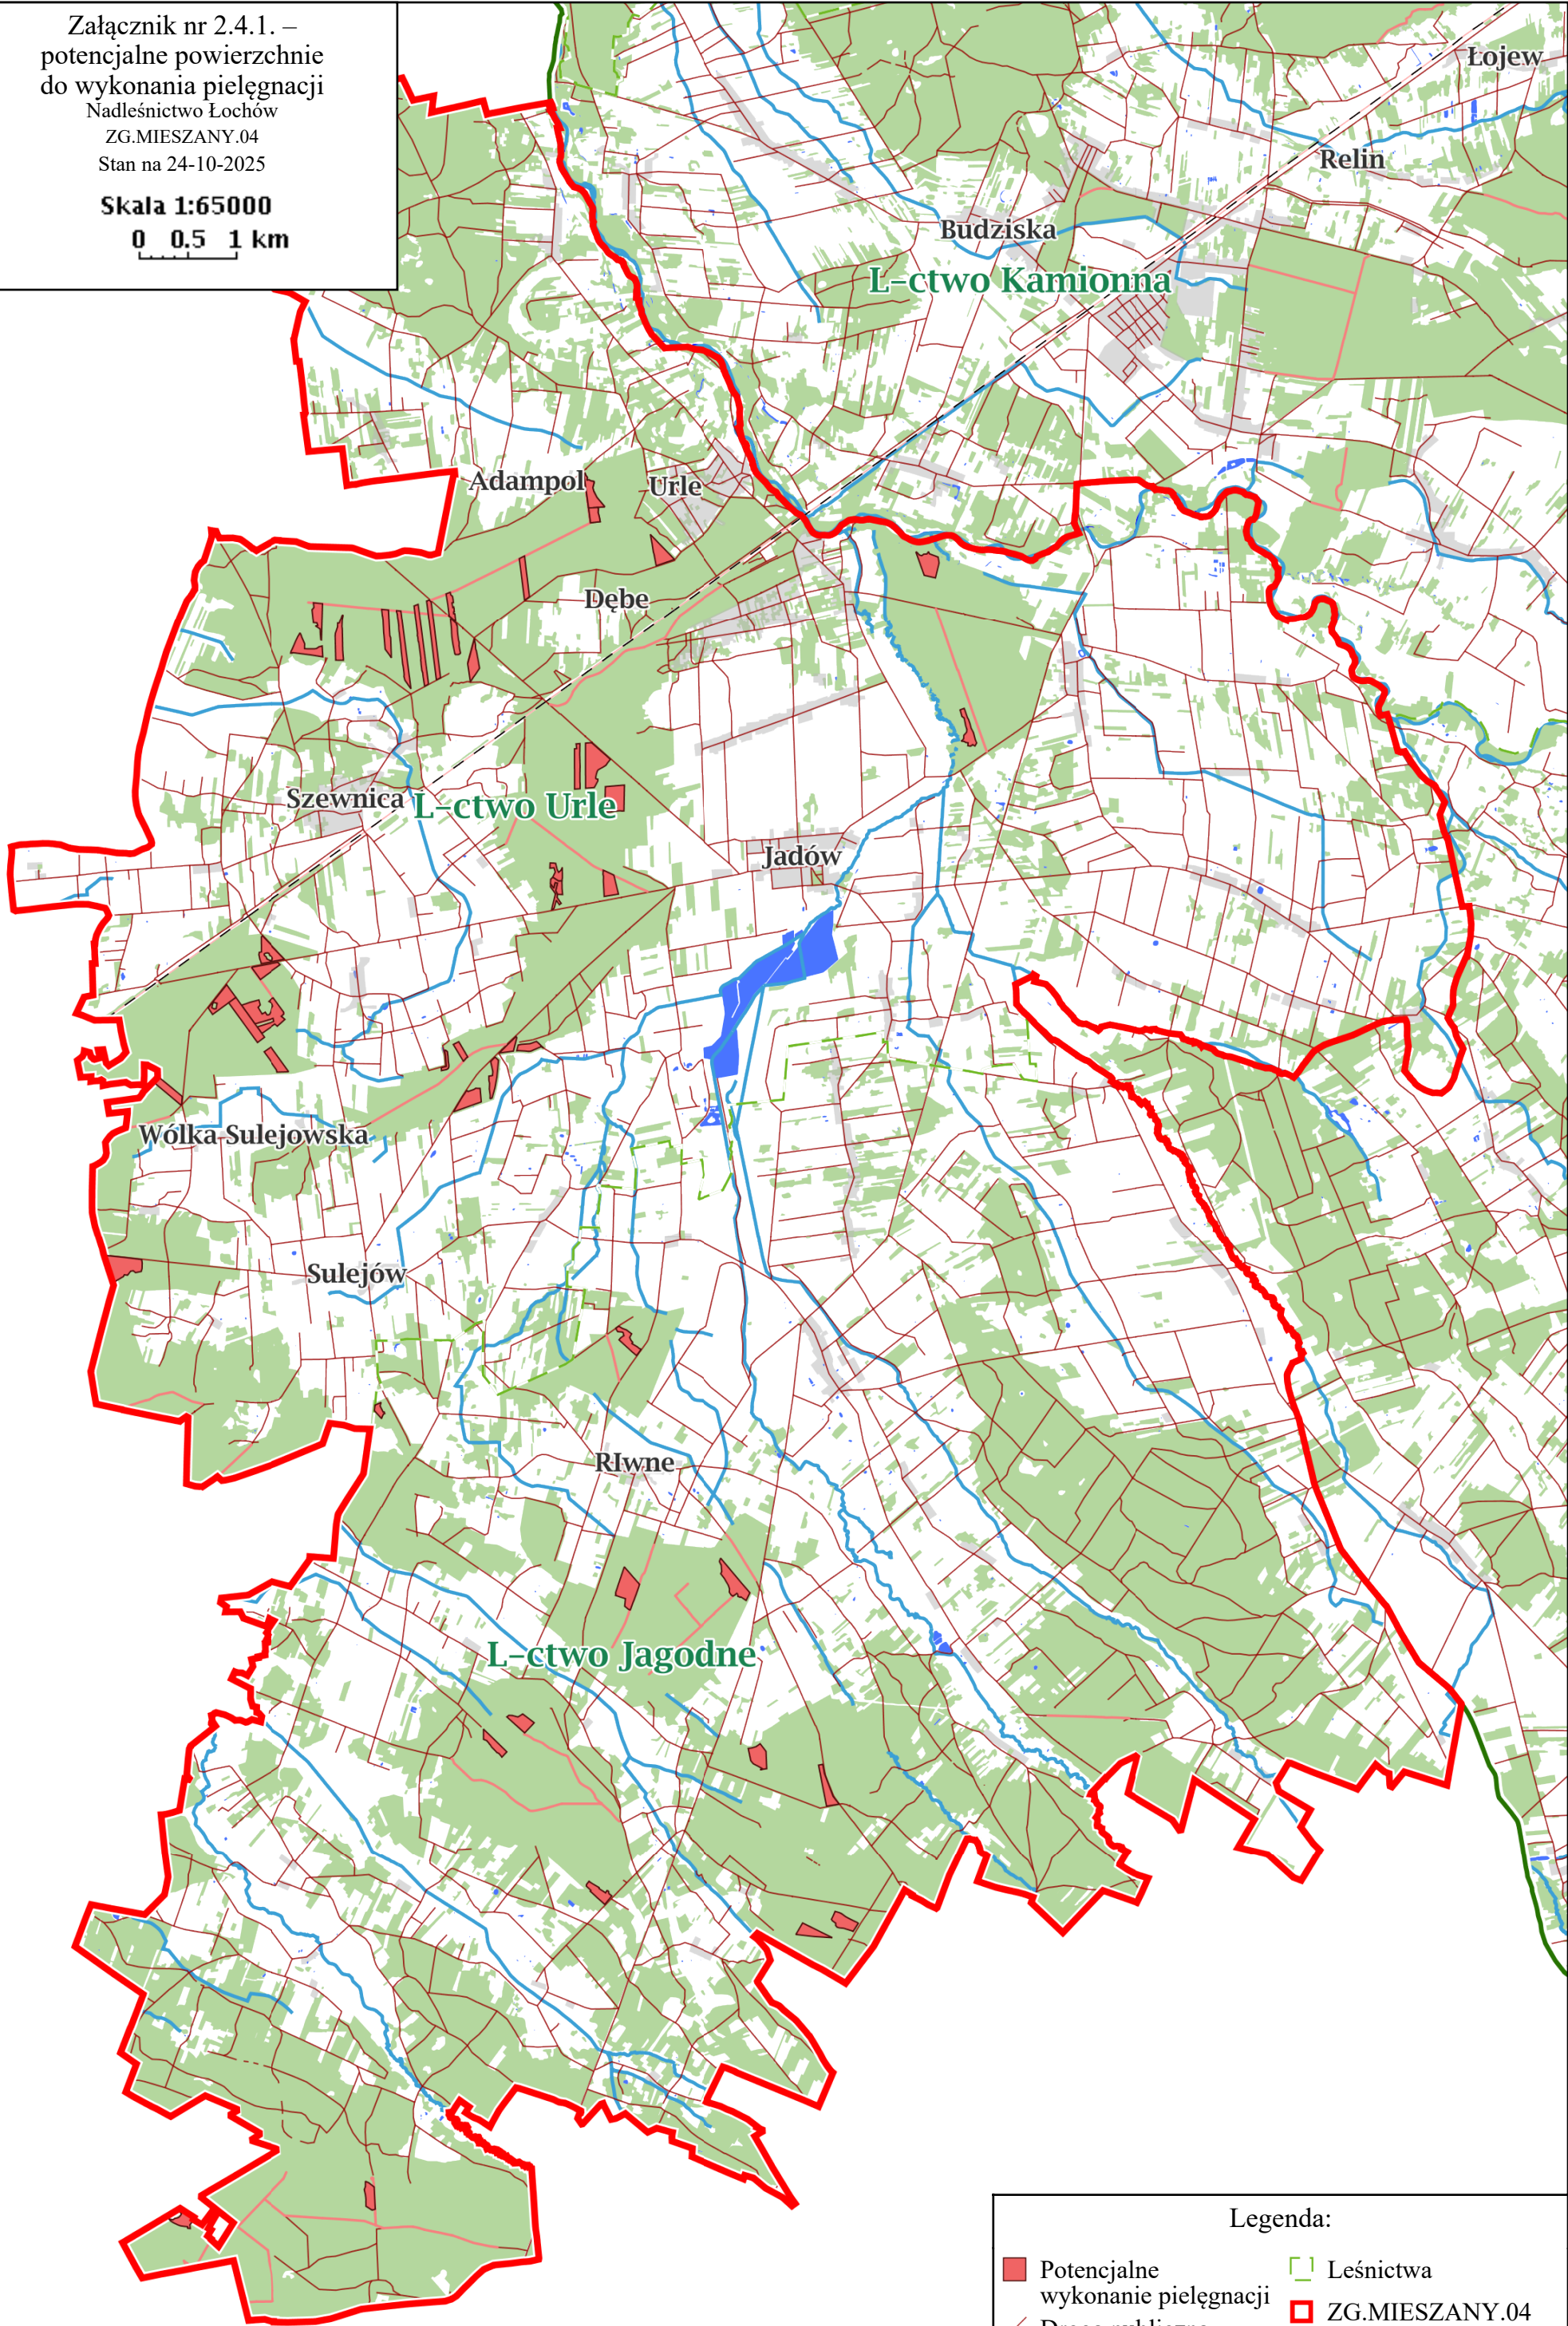 Załącznik nr 2.4.1. –
potencjalne powierzchnie
do wykonania pielęgnacji
Nadleśnictwo Łochów
ZG.MIESZANY.04
Stan na 24-10-2025
Skala 1:65000
0 0.5 1 km
Łojew
Relin
Budziska
L-ctwo Kamionna
Adampol
Urle
Dębe
Szewnica
L-ctwo Urle
Jadów
Wólka Sulejowska
Sulejów
RIwne
L-ctwo Jagodne
Legenda:
Potencjalne
wykonanie pielęgnacji
Leśnictwa
ZG.MIESZANY.04